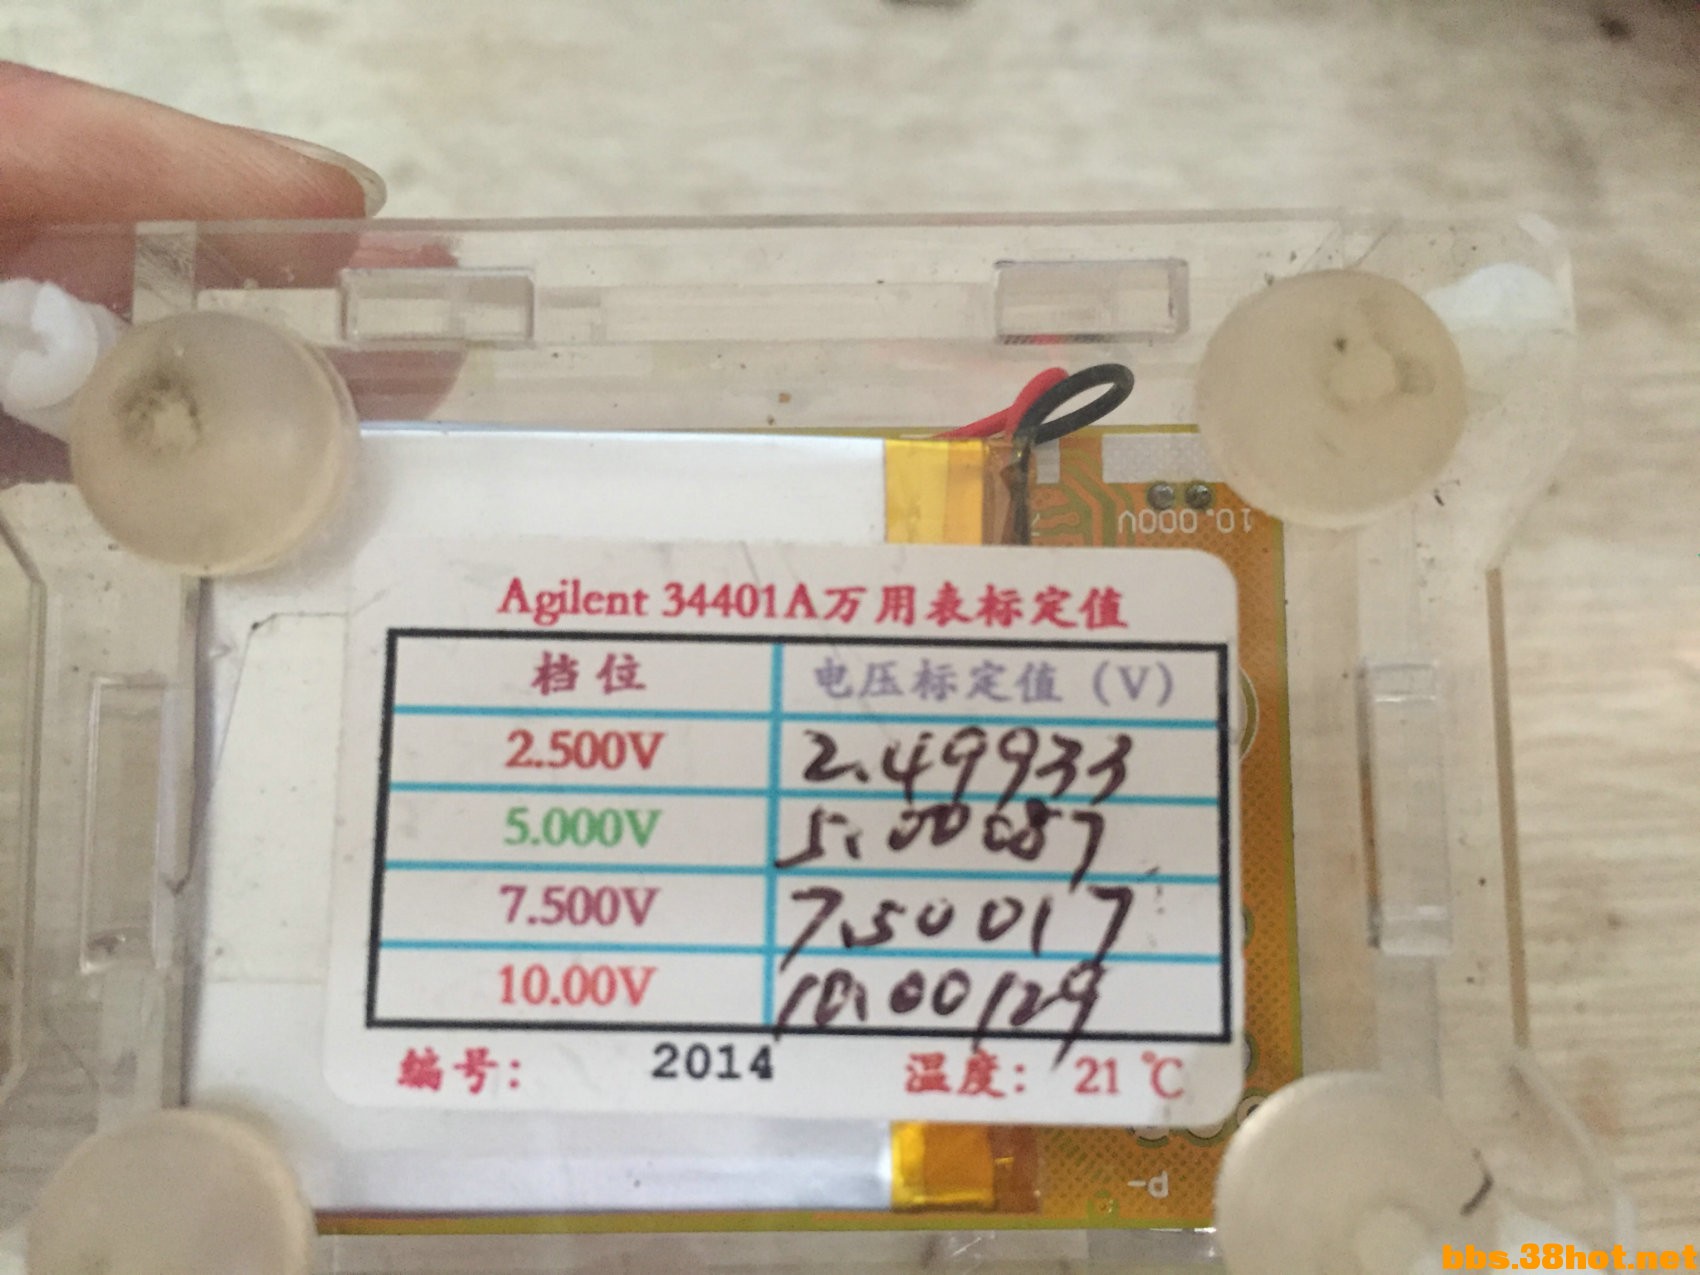 10.000V
Agilent 34401A万用表标定值
档位 电压标定值（V）
2.500V 2.49933
5.000V 5.00087
7.500V 7.50017
10.00V 10.00129
编号： 2014 温度： 21 ℃
P-
bbs.38hot.net